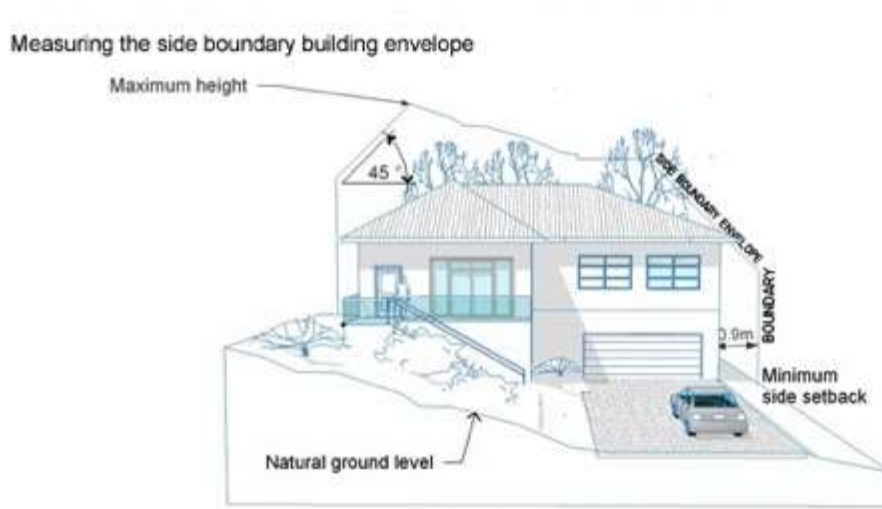 Measuring the side boundary building envelope
Maximum height
45 °
SIDE BOUNDARY ENVELOPE
BOUNDARY
0.9m
Minimum
side setback
Natural ground level